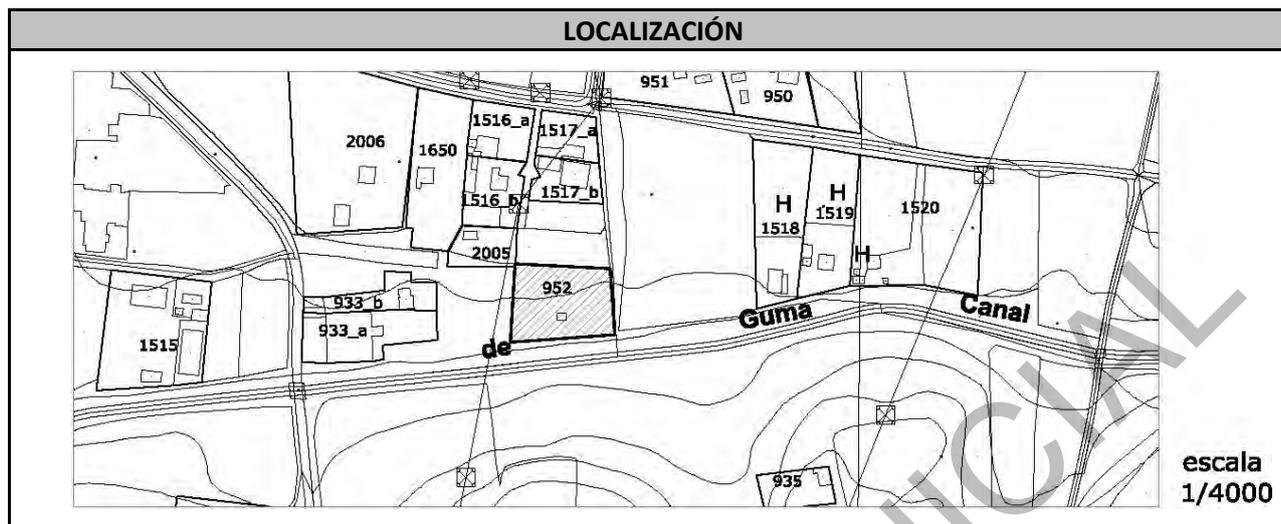 LOCALIZACIÓN
951
950
1516_a
1517_a
2006
1650
1516_b
1517_b
H
1518
H
1519
1520
2005
H
952
933_b
933_a
1515
de
Guma
Canal
935
escala
1/4000